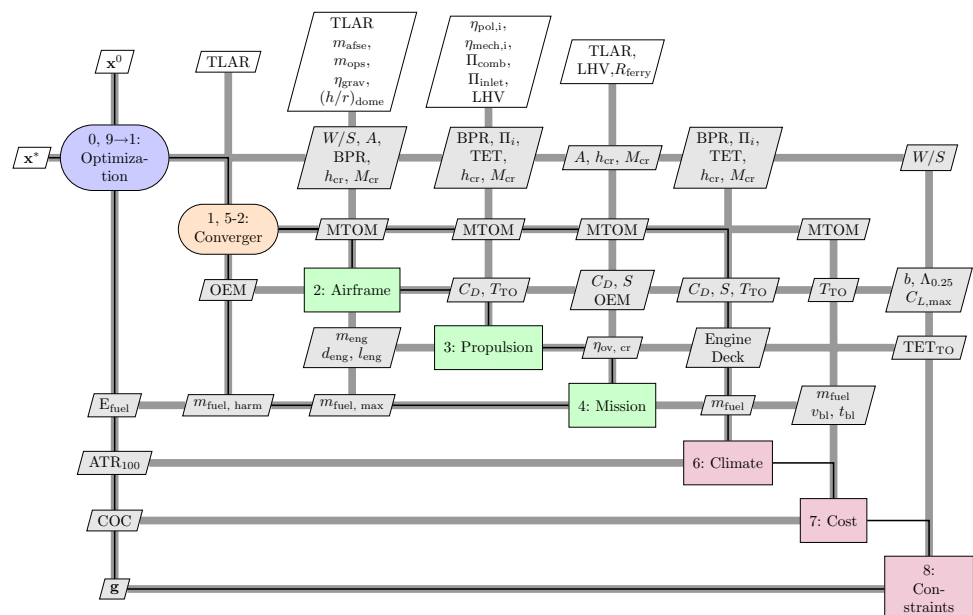 TLAR
m_afse,
m_ops,
η_grav,
(h/r)_dome
η_pol,i,
η_mech,i,
Π_comb,
Π_inlet,
LHV
TLAR,
LHV,R_ferry
x⁰
TLAR
x*
0, 9→1:
Optimiza-
tion
W/S, A,
BPR,
h_cr, M_cr
BPR, Π_i,
TET,
h_cr, M_cr
A, h_cr, M_cr
BPR, Π_i,
TET,
h_cr, M_cr
W/S
1, 5-2:
Converger
MTOM
MTOM
MTOM
MTOM
OEM
2: Airframe
C_D, T_TO
C_D, S
OEM
C_D, S, T_TO
T_TO
b, Λ_0.25
C_L,max
m_eng
d_eng, l_eng
3: Propulsion
η_ov, cr
Engine
Deck
TET_TO
E_fuel
m_fuel, harm
m_fuel, max
4: Mission
m_fuel
m_fuel
v_bl, t_bl
ATR_100
6: Climate
COC
7: Cost
g
8:
Con-
straints